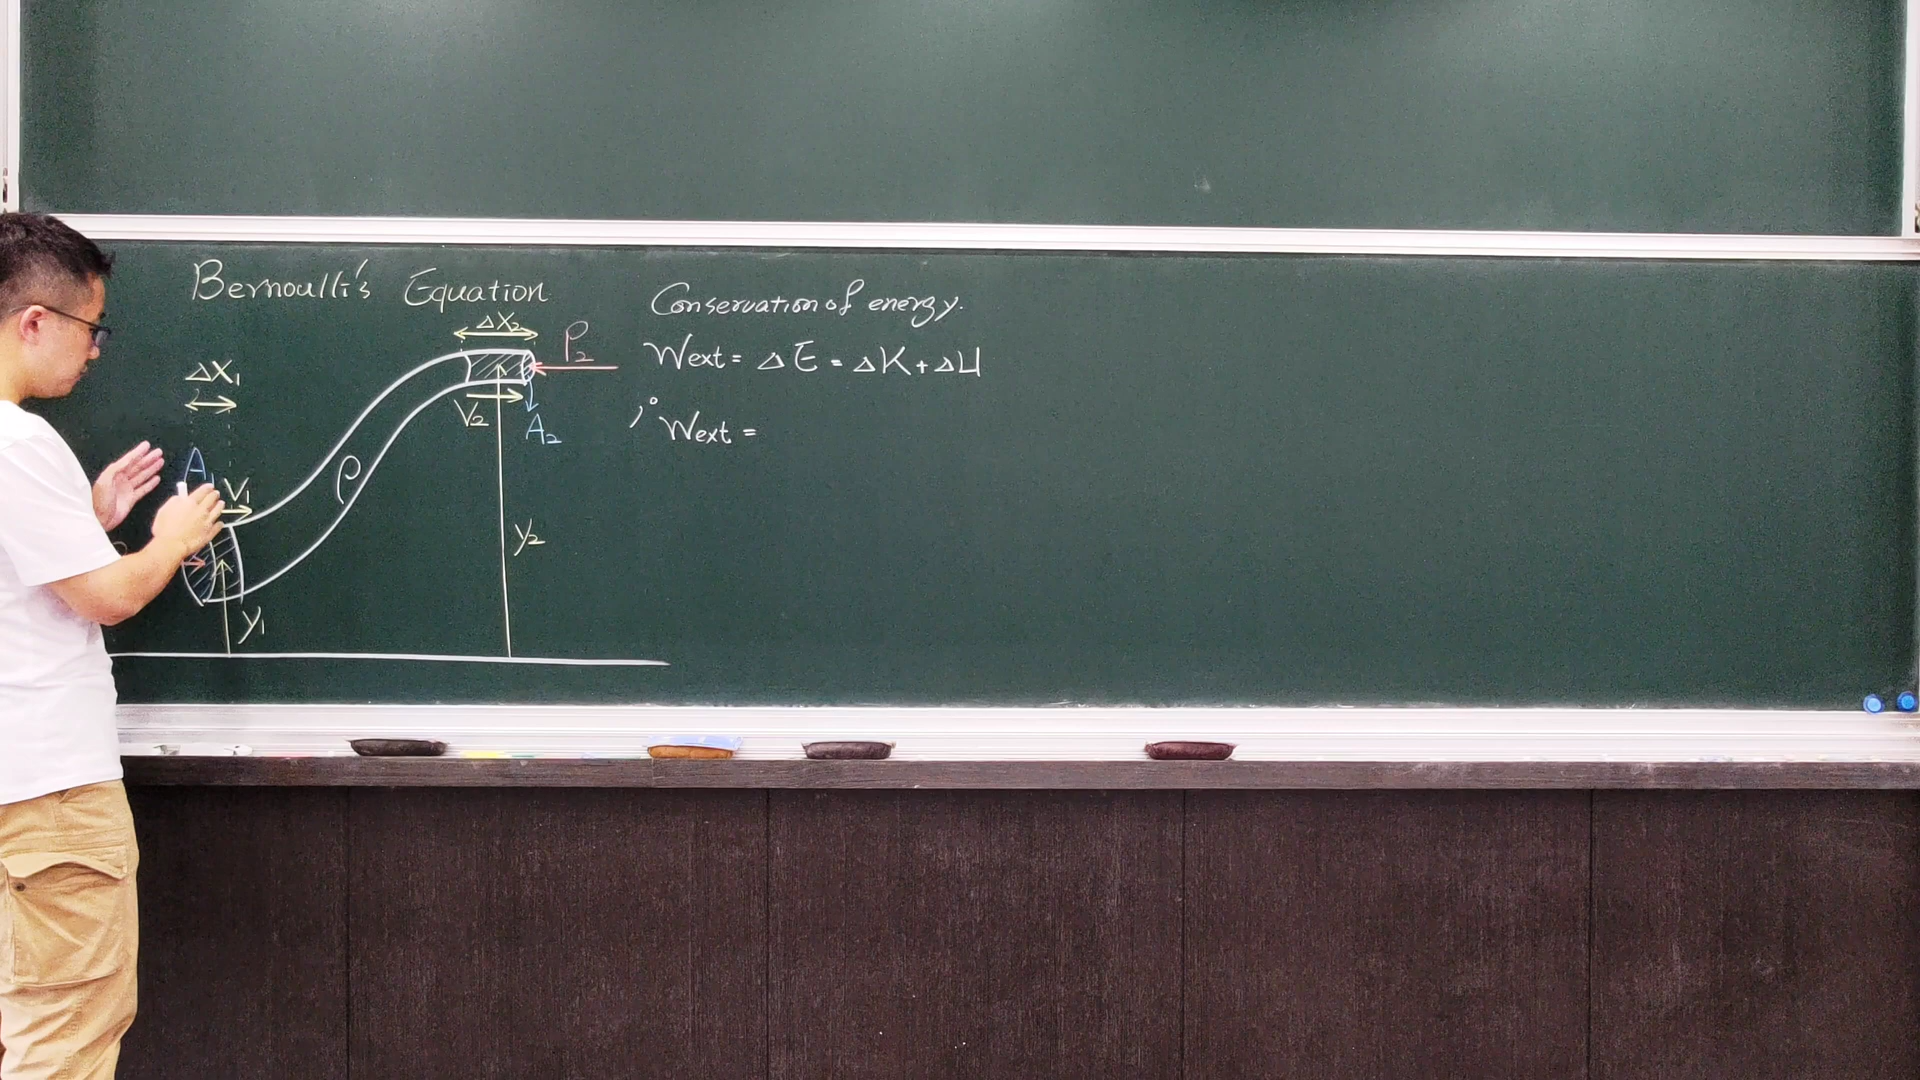 Bernoulli's Equation
ΔX₂
P₂
ΔX₁
V₂
A₂
A₁
V₁
ρ
y₂
y₁
Conservation of energy.
Wext = ΔE = ΔK + ΔU
1° Wext =